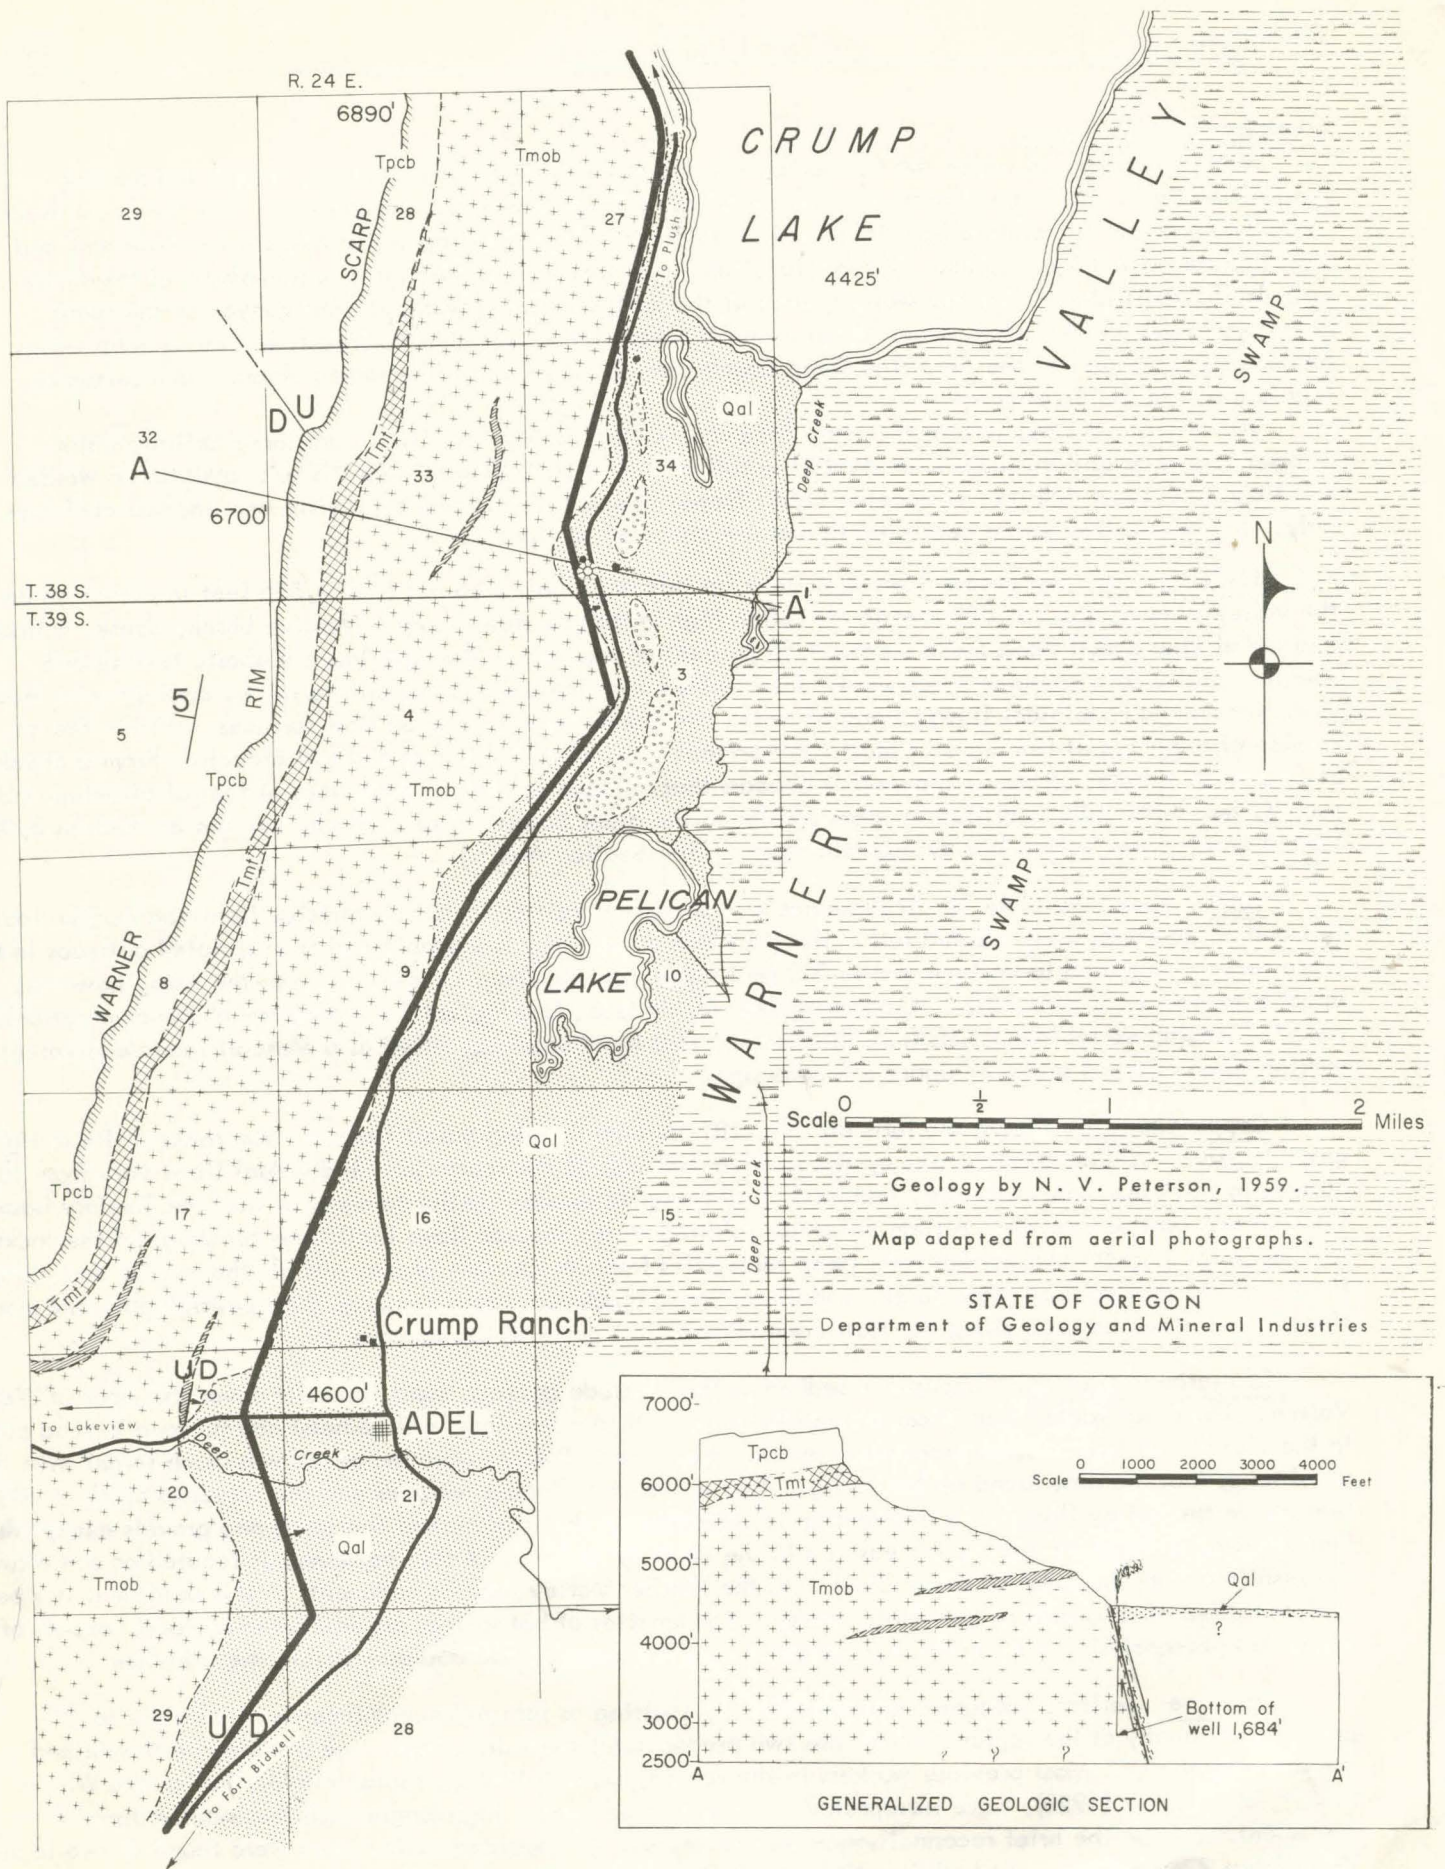 R. 24 E.
6890'
Tpcb
Tmob
CRUMP
LAKE
4425'
29
28
27
SCARP
To Plush
VALLEY
SWAMP
D U
32
A
Tmt
33
34
Qal
Deep Creek
6700'
N
T. 38 S.
T. 39 S.
A'
5
RIM
5
4
3
Tpcb
Tmob
Tmt
WARNER
8
9
PELICAN
LAKE
10
WARNER
SWAMP
Scale 0 ½ 1 2 Miles
Qal
Deep Creek
Tpcb
17
16
15
Geology by N. V. Peterson, 1959.
Map adapted from aerial photographs.
STATE OF OREGON
Department of Geology and Mineral Industries
Tmt
Crump Ranch
U D
70
4600'
To Lakeview
ADEL
Deep Creek
20
21
Qal
Tmob
29
28
U D
To Fort Bidwell
7000'
6000'
5000'
4000'
3000'
2500'
Tpcb
Tmt
Scale 0 1000 2000 3000 4000 Feet
Tmob
Qal
?
Bottom of
well 1,684'
? ? ?
A A'
GENERALIZED GEOLOGIC SECTION